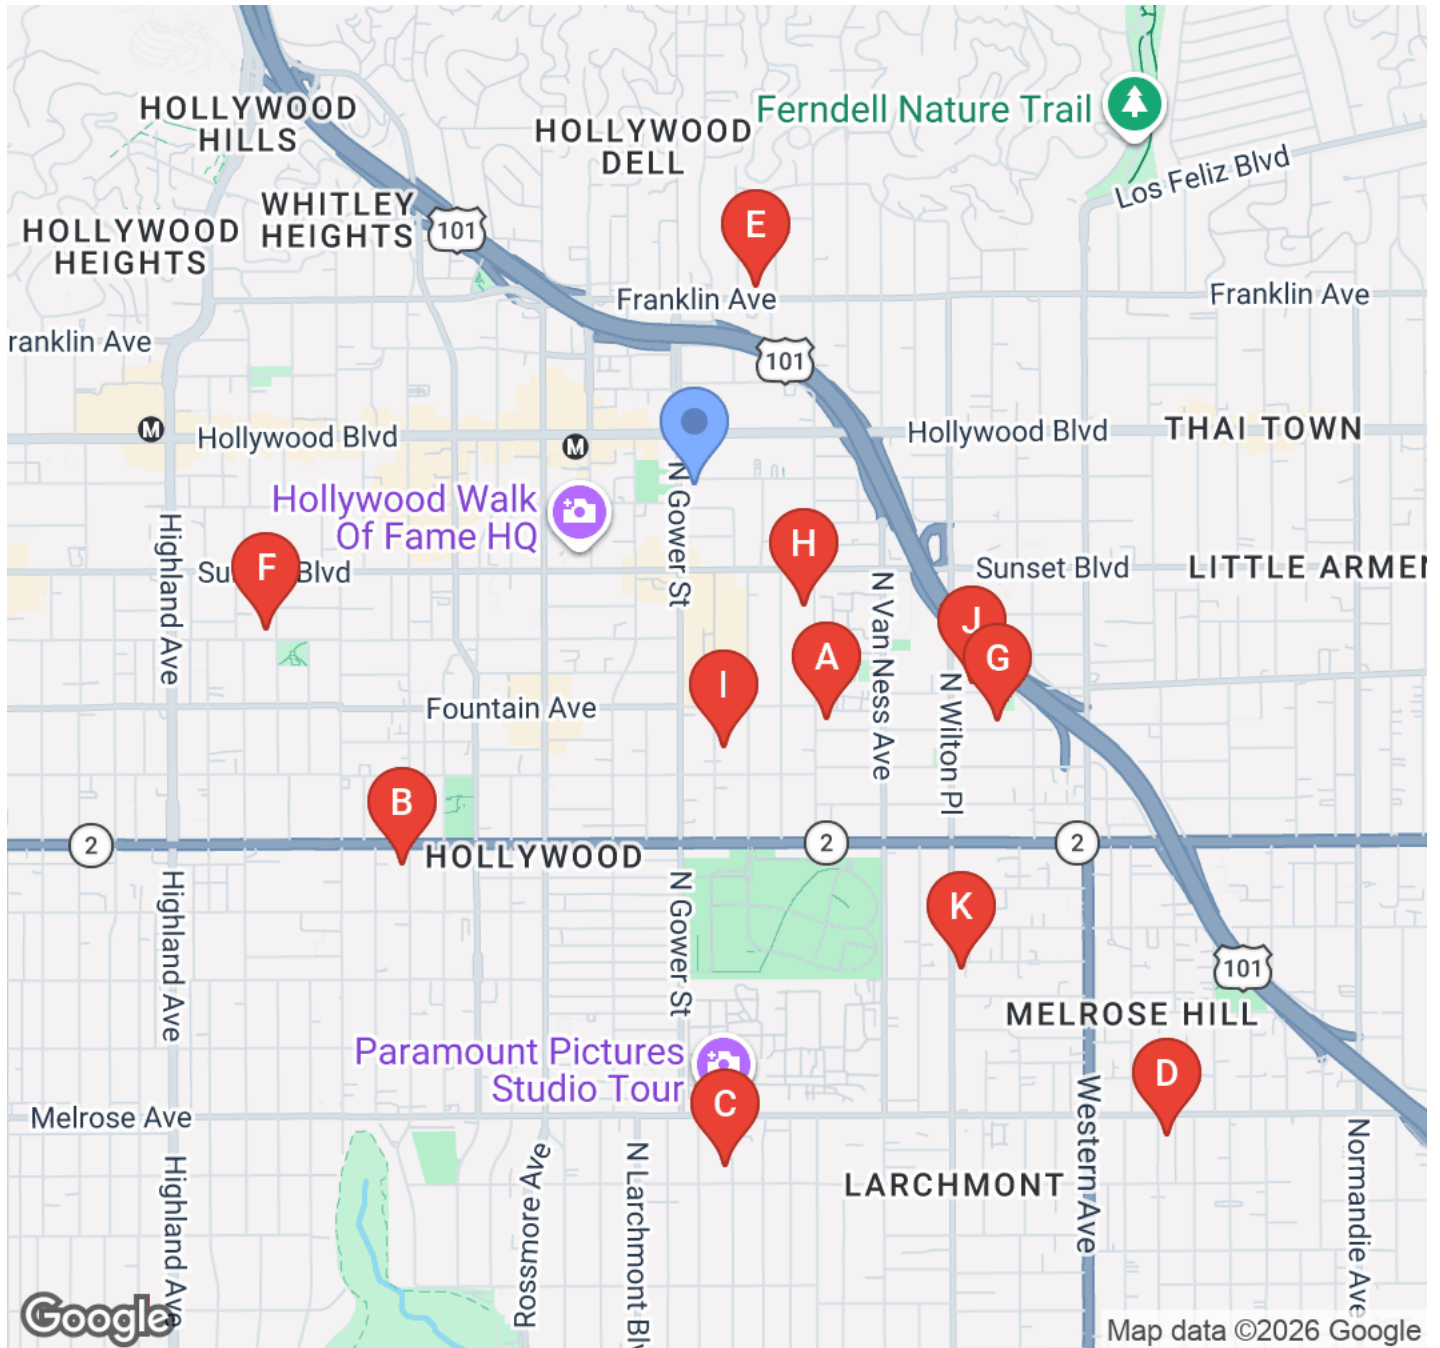 HOLLYWOOD
HILLS
HOLLYWOOD
DELL
Ferndell Nature Trail
Los Feliz Blvd
WHITLEY
HEIGHTS
HOLLYWOOD
HEIGHTS
101
E
Franklin Ave
Franklin Ave
ranklin Ave
101
M
Hollywood Blvd
M
Hollywood Blvd
THAI TOWN
N Gower St
Hollywood Walk
Of Fame HQ
Highland Ave
F
Blvd
H
N Van Ness Ave
Sunset Blvd
LITTLE ARMEN
J
G
A
I
N Wilton Pl
Fountain Ave
B
2
HOLLYWOOD
2
2
Highland Ave
N Gower St
K
101
MELROSE HILL
Paramount Pictures
Studio Tour
C
D
Melrose Ave
Western Ave
Normandie Ave
Highland Ave
Rossmore Ave
N Larchmont Blv
LARCHMONT
Google
Map data ©2026 Google